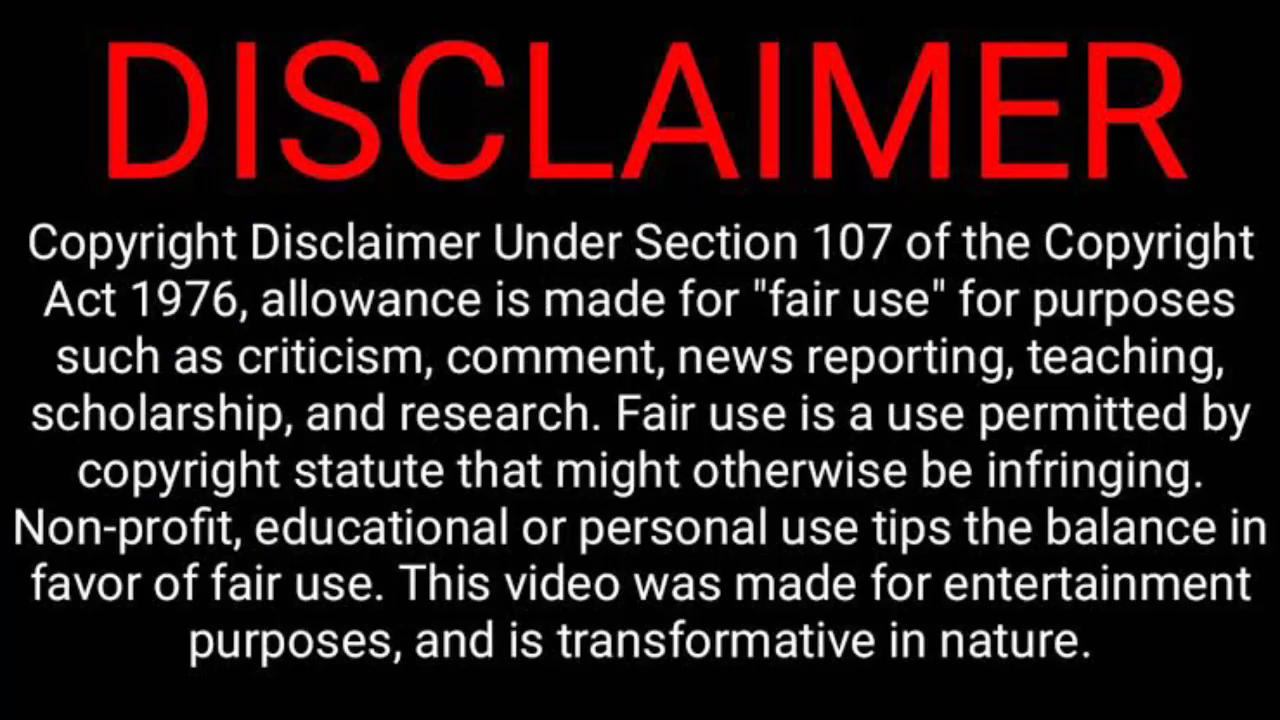 DISCLAIMER
Copyright Disclaimer Under Section 107 of the Copyright
Act 1976, allowance is made for "fair use" for purposes
such as criticism, comment, news reporting, teaching,
scholarship, and research. Fair use is a use permitted by
copyright statute that might otherwise be infringing.
Non-profit, educational or personal use tips the balance in
favor of fair use. This video was made for entertainment
purposes, and is transformative in nature.